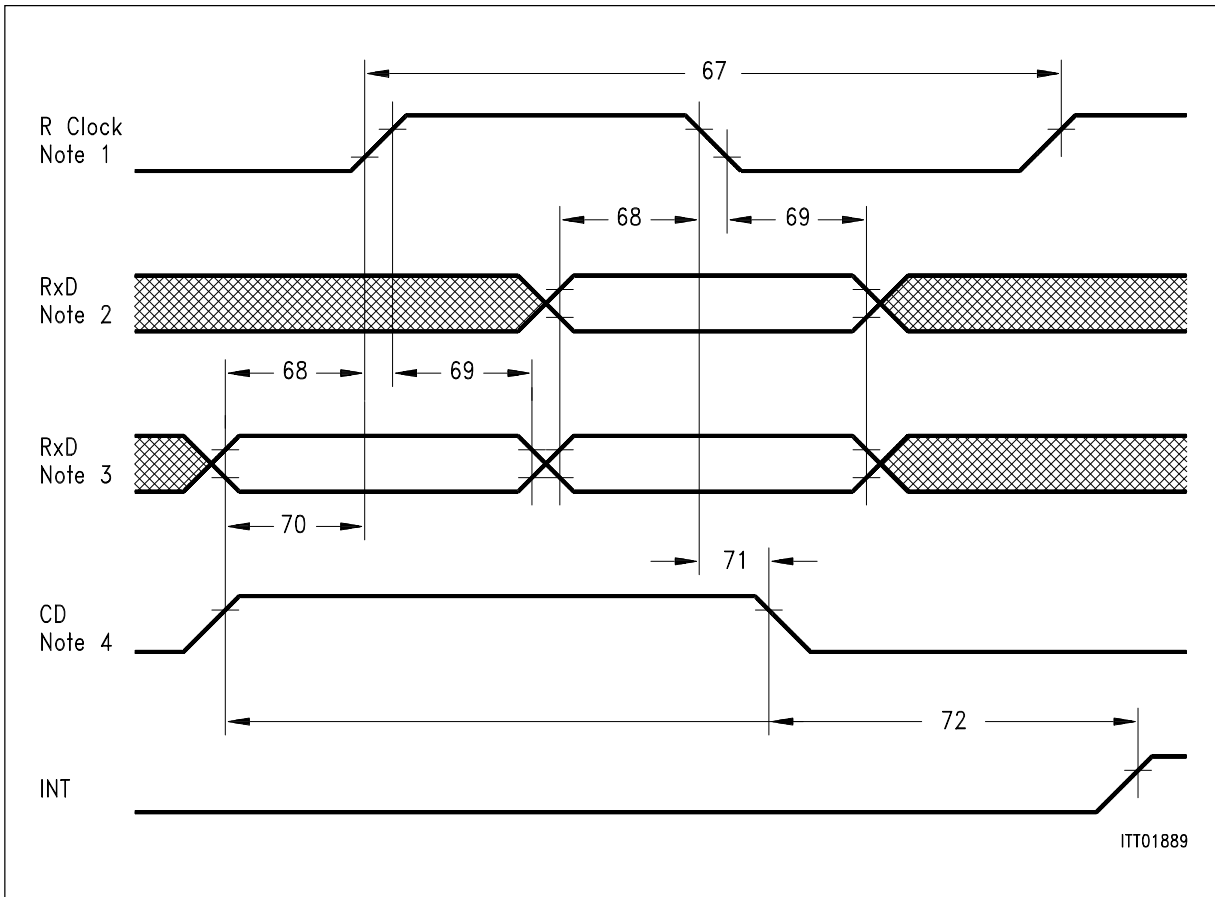 67
R Clock
Note 1
68
69
RxD
Note 2
68
69
RxD
Note 3
70
71
CD
Note 4
72
INT
ITT01889